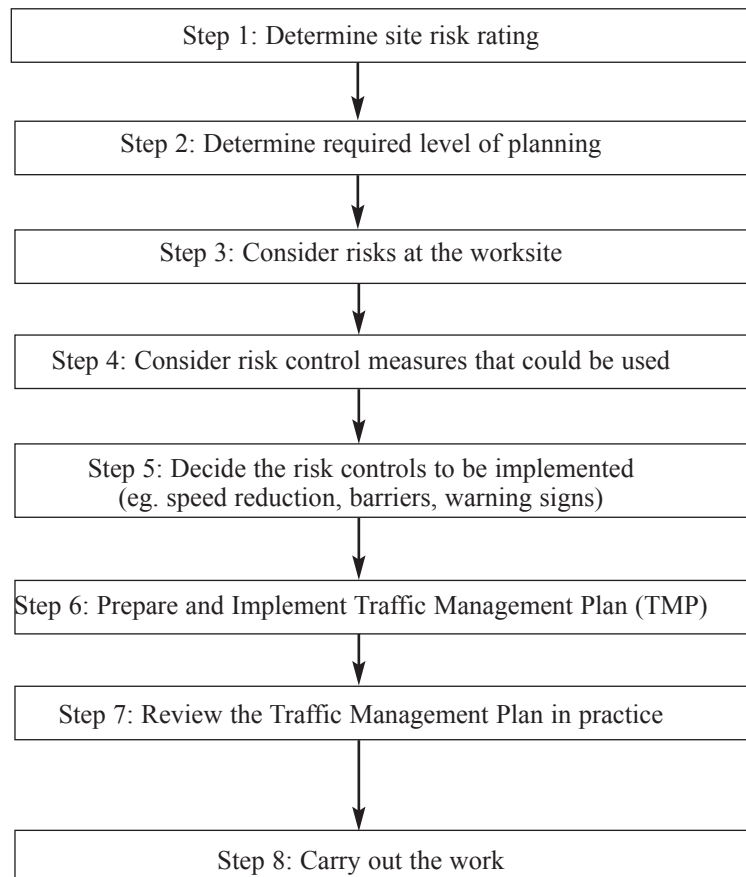 Step 1: Determine site risk rating
Step 2: Determine required level of planning
Step 3: Consider risks at the worksite
Step 4: Consider risk control measures that could be used
Step 5: Decide the risk controls to be implemented
(eg. speed reduction, barriers, warning signs)
Step 6: Prepare and Implement Traffic Management Plan (TMP)
Step 7: Review the Traffic Management Plan in practice
Step 8: Carry out the work